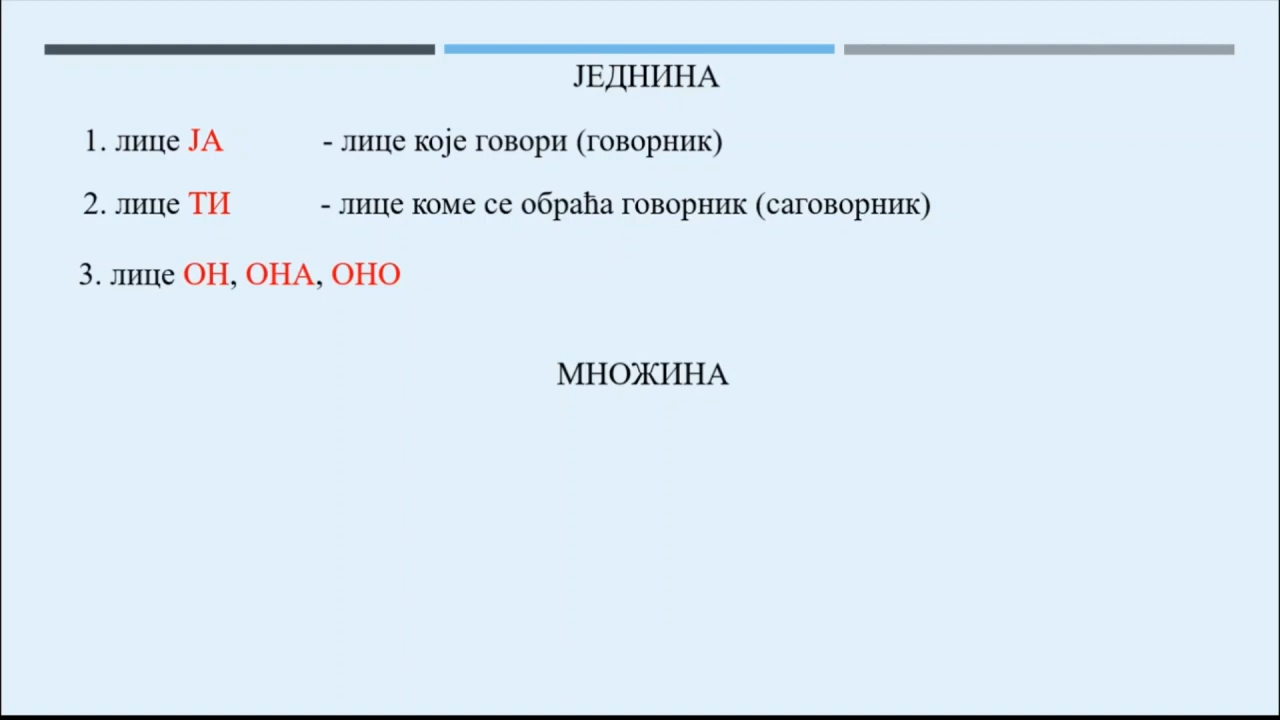 ЈЕДНИНА
1. лице ЈА - лице које говори (говорник)
2. лице ТИ - лице коме се обраћа говорник (саговорник)
3. лице ОН, ОНА, ОНО
МНОЖИНА